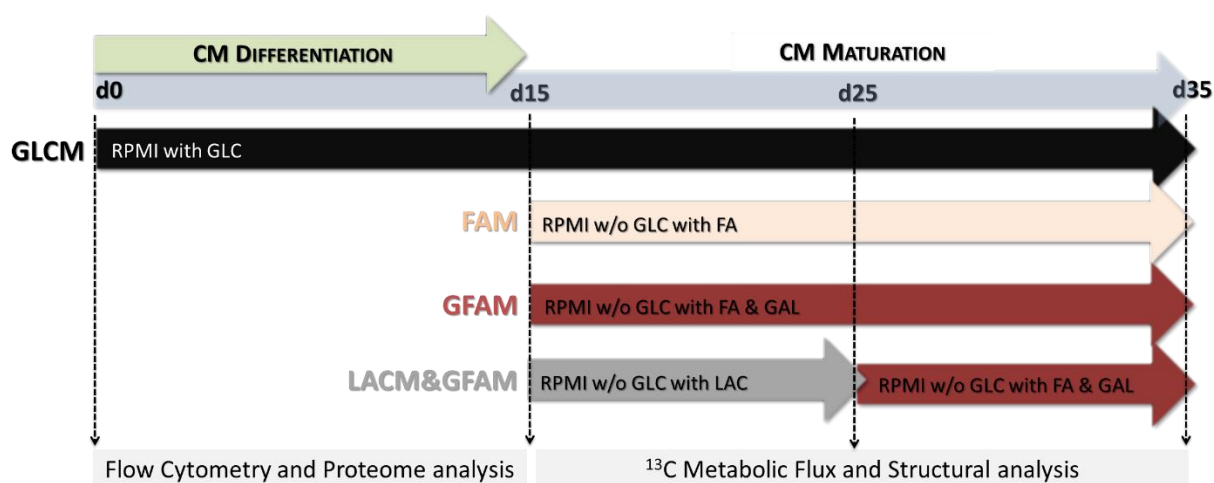 CM DIFFERENTIATION
CM MATURATION
d0
d15
d25
d35
GLCM
RPMI with GLC
FAM
RPMI w/o GLC with FA
GFAM
RPMI w/o GLC with FA & GAL
LACM&GFAM
RPMI w/o GLC with LAC
RPMI w/o GLC with FA & GAL
Flow Cytometry and Proteome analysis
¹³C Metabolic Flux and Structural analysis